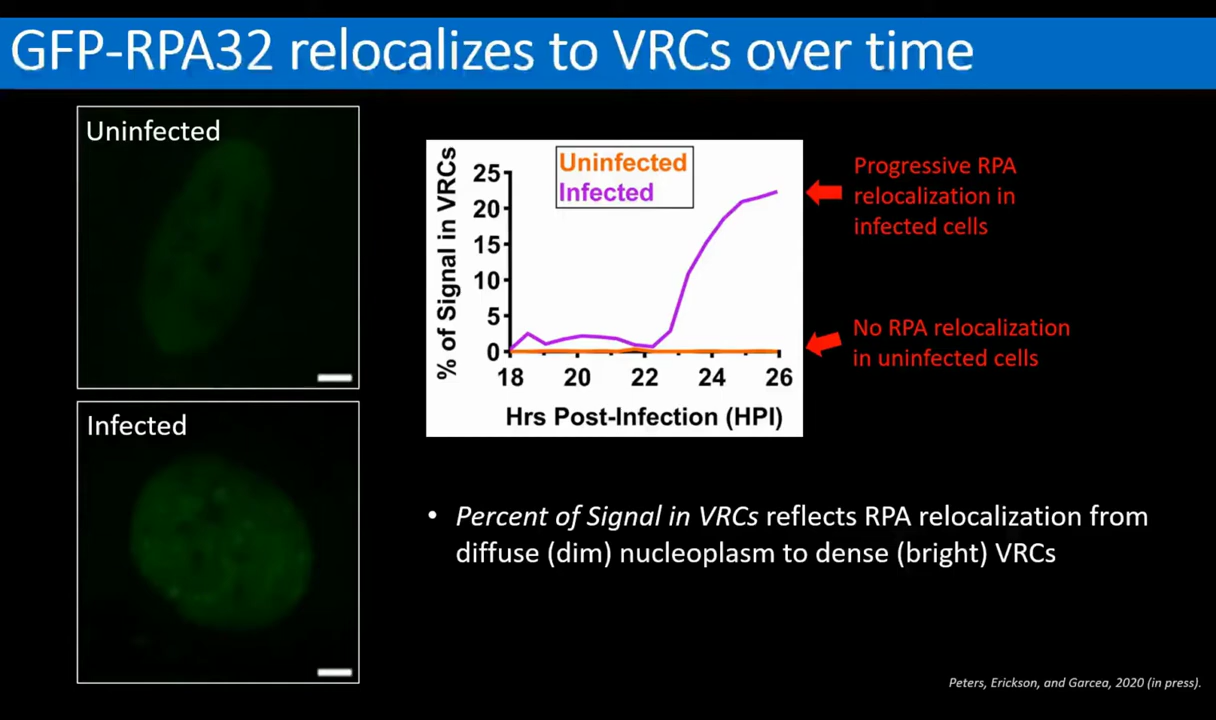 GFP-RPA32 relocalizes to VRCs over time
Uninfected
Infected
% of Signal in VRCs
25
20
15
10
5
0
Uninfected
Infected
18 20 22 24 26
Hrs Post-Infection (HPI)
Progressive RPA
relocalization in
infected cells
No RPA relocalization
in uninfected cells
• Percent of Signal in VRCs reflects RPA relocalization from
diffuse (dim) nucleoplasm to dense (bright) VRCs
Peters, Erickson, and Garcea, 2020 (in press).